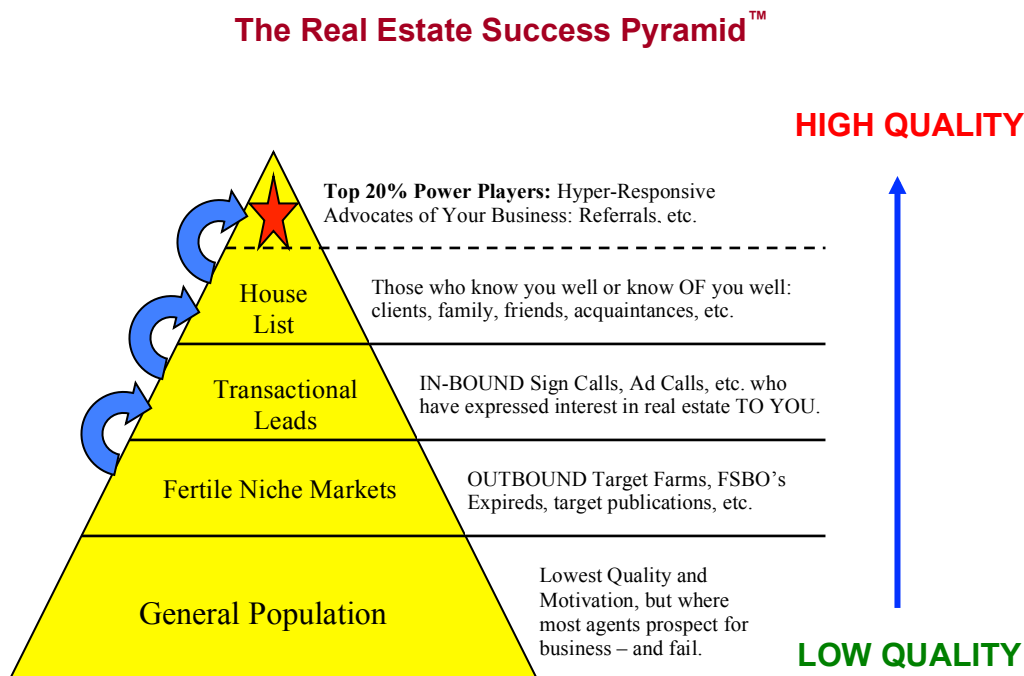 The Real Estate Success Pyramid™
HIGH QUALITY
Top 20% Power Players: Hyper-Responsive
Advocates of Your Business: Referrals, etc.
House
List
Those who know you well or know OF you well:
clients, family, friends, acquaintances, etc.
Transactional
Leads
IN-BOUND Sign Calls, Ad Calls, etc. who
have expressed interest in real estate TO YOU.
Fertile Niche Markets
OUTBOUND Target Farms, FSBO's
Expireds, target publications, etc.
General Population
Lowest Quality and
Motivation, but where
most agents prospect for
business – and fail.
LOW QUALITY